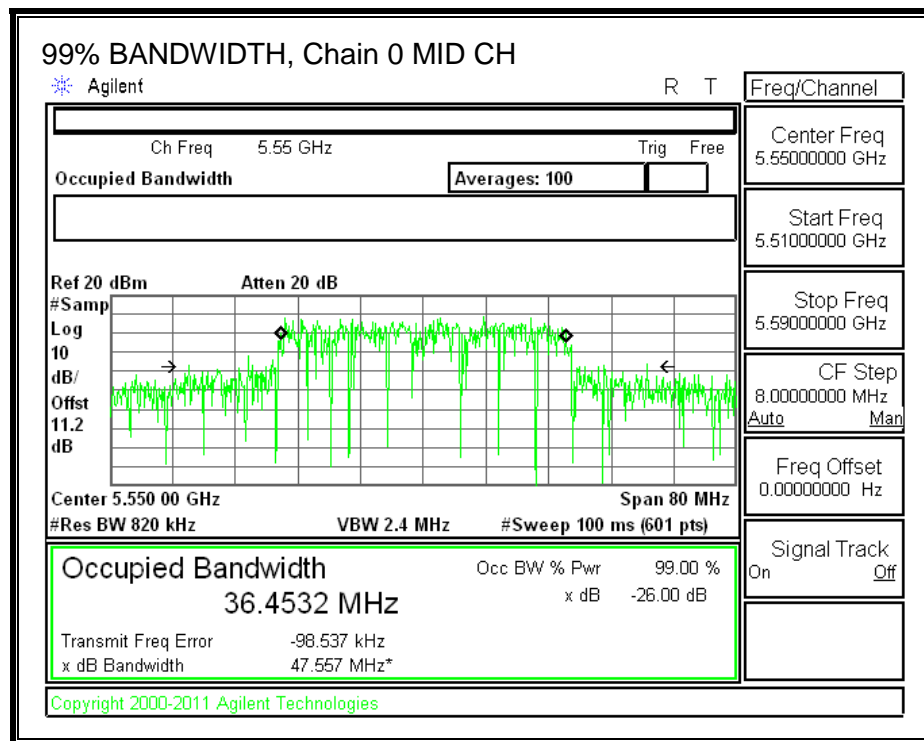 99% BANDWIDTH, Chain 0 MID CH
Agilent R T
Freq/Channel
Ch Freq 5.55 GHz Trig Free
Occupied Bandwidth Averages: 100
Center Freq
5.55000000 GHz
Start Freq
5.51000000 GHz
Stop Freq
5.59000000 GHz
CF Step
8.00000000 MHz
Auto Man
Freq Offset
0.00000000 Hz
Signal Track
On Off
Ref 20 dBm Atten 20 dB
#Samp
Log
10
dB/
Offst
11.2
dB
Center 5.550 00 GHz Span 80 MHz
#Res BW 820 kHz VBW 2.4 MHz #Sweep 100 ms (601 pts)
Occupied Bandwidth Occ BW % Pwr 99.00 %
36.4532 MHz x dB -26.00 dB
Transmit Freq Error -98.537 kHz
x dB Bandwidth 47.557 MHz*
Copyright 2000-2011 Agilent Technologies